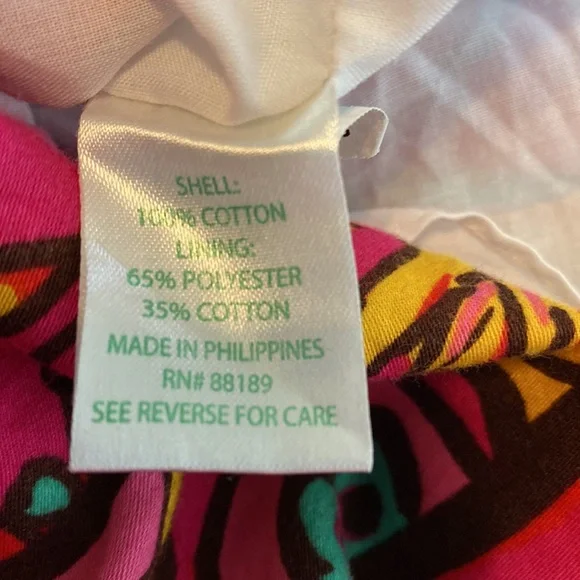 SHELL:
100% COTTON
LINING:
65% POLYESTER
35% COTTON
MADE IN PHILIPPINES
RN# 88189
SEE REVERSE FOR CARE